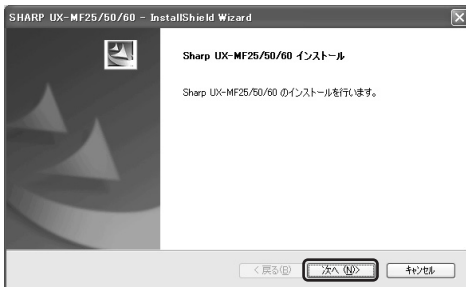 SHARP UX-MF25/50/60 - InstallShield Wizard
Sharp UX-MF25/50/60 インストール
Sharp UX-MF25/50/60 のインストールを行います。
< 戻る(B)
次へ (N)>
キャンセル